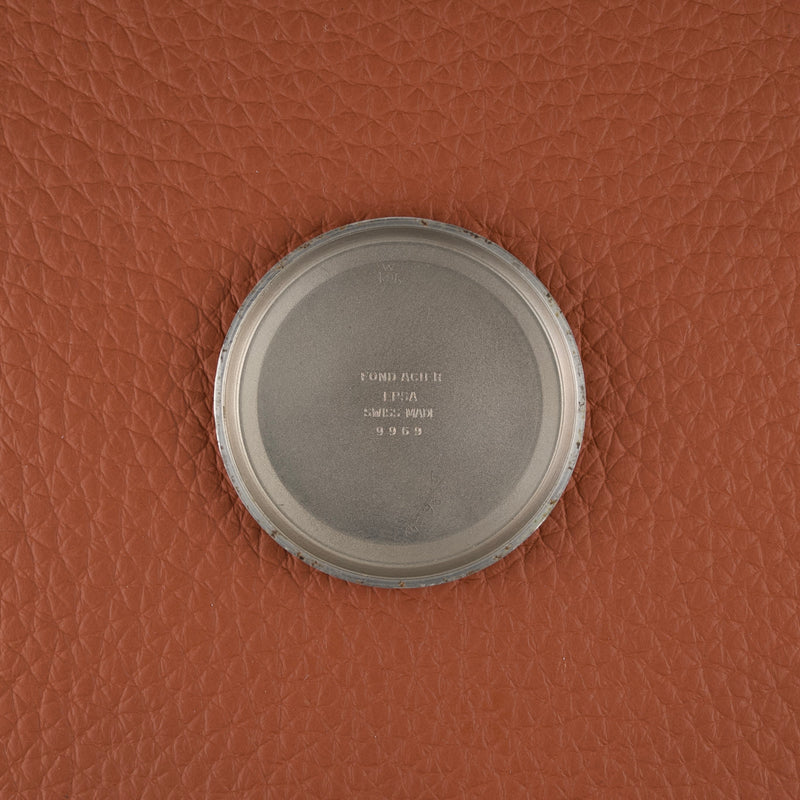 FOND ACIER
EPSA
SWISS MADE
9969